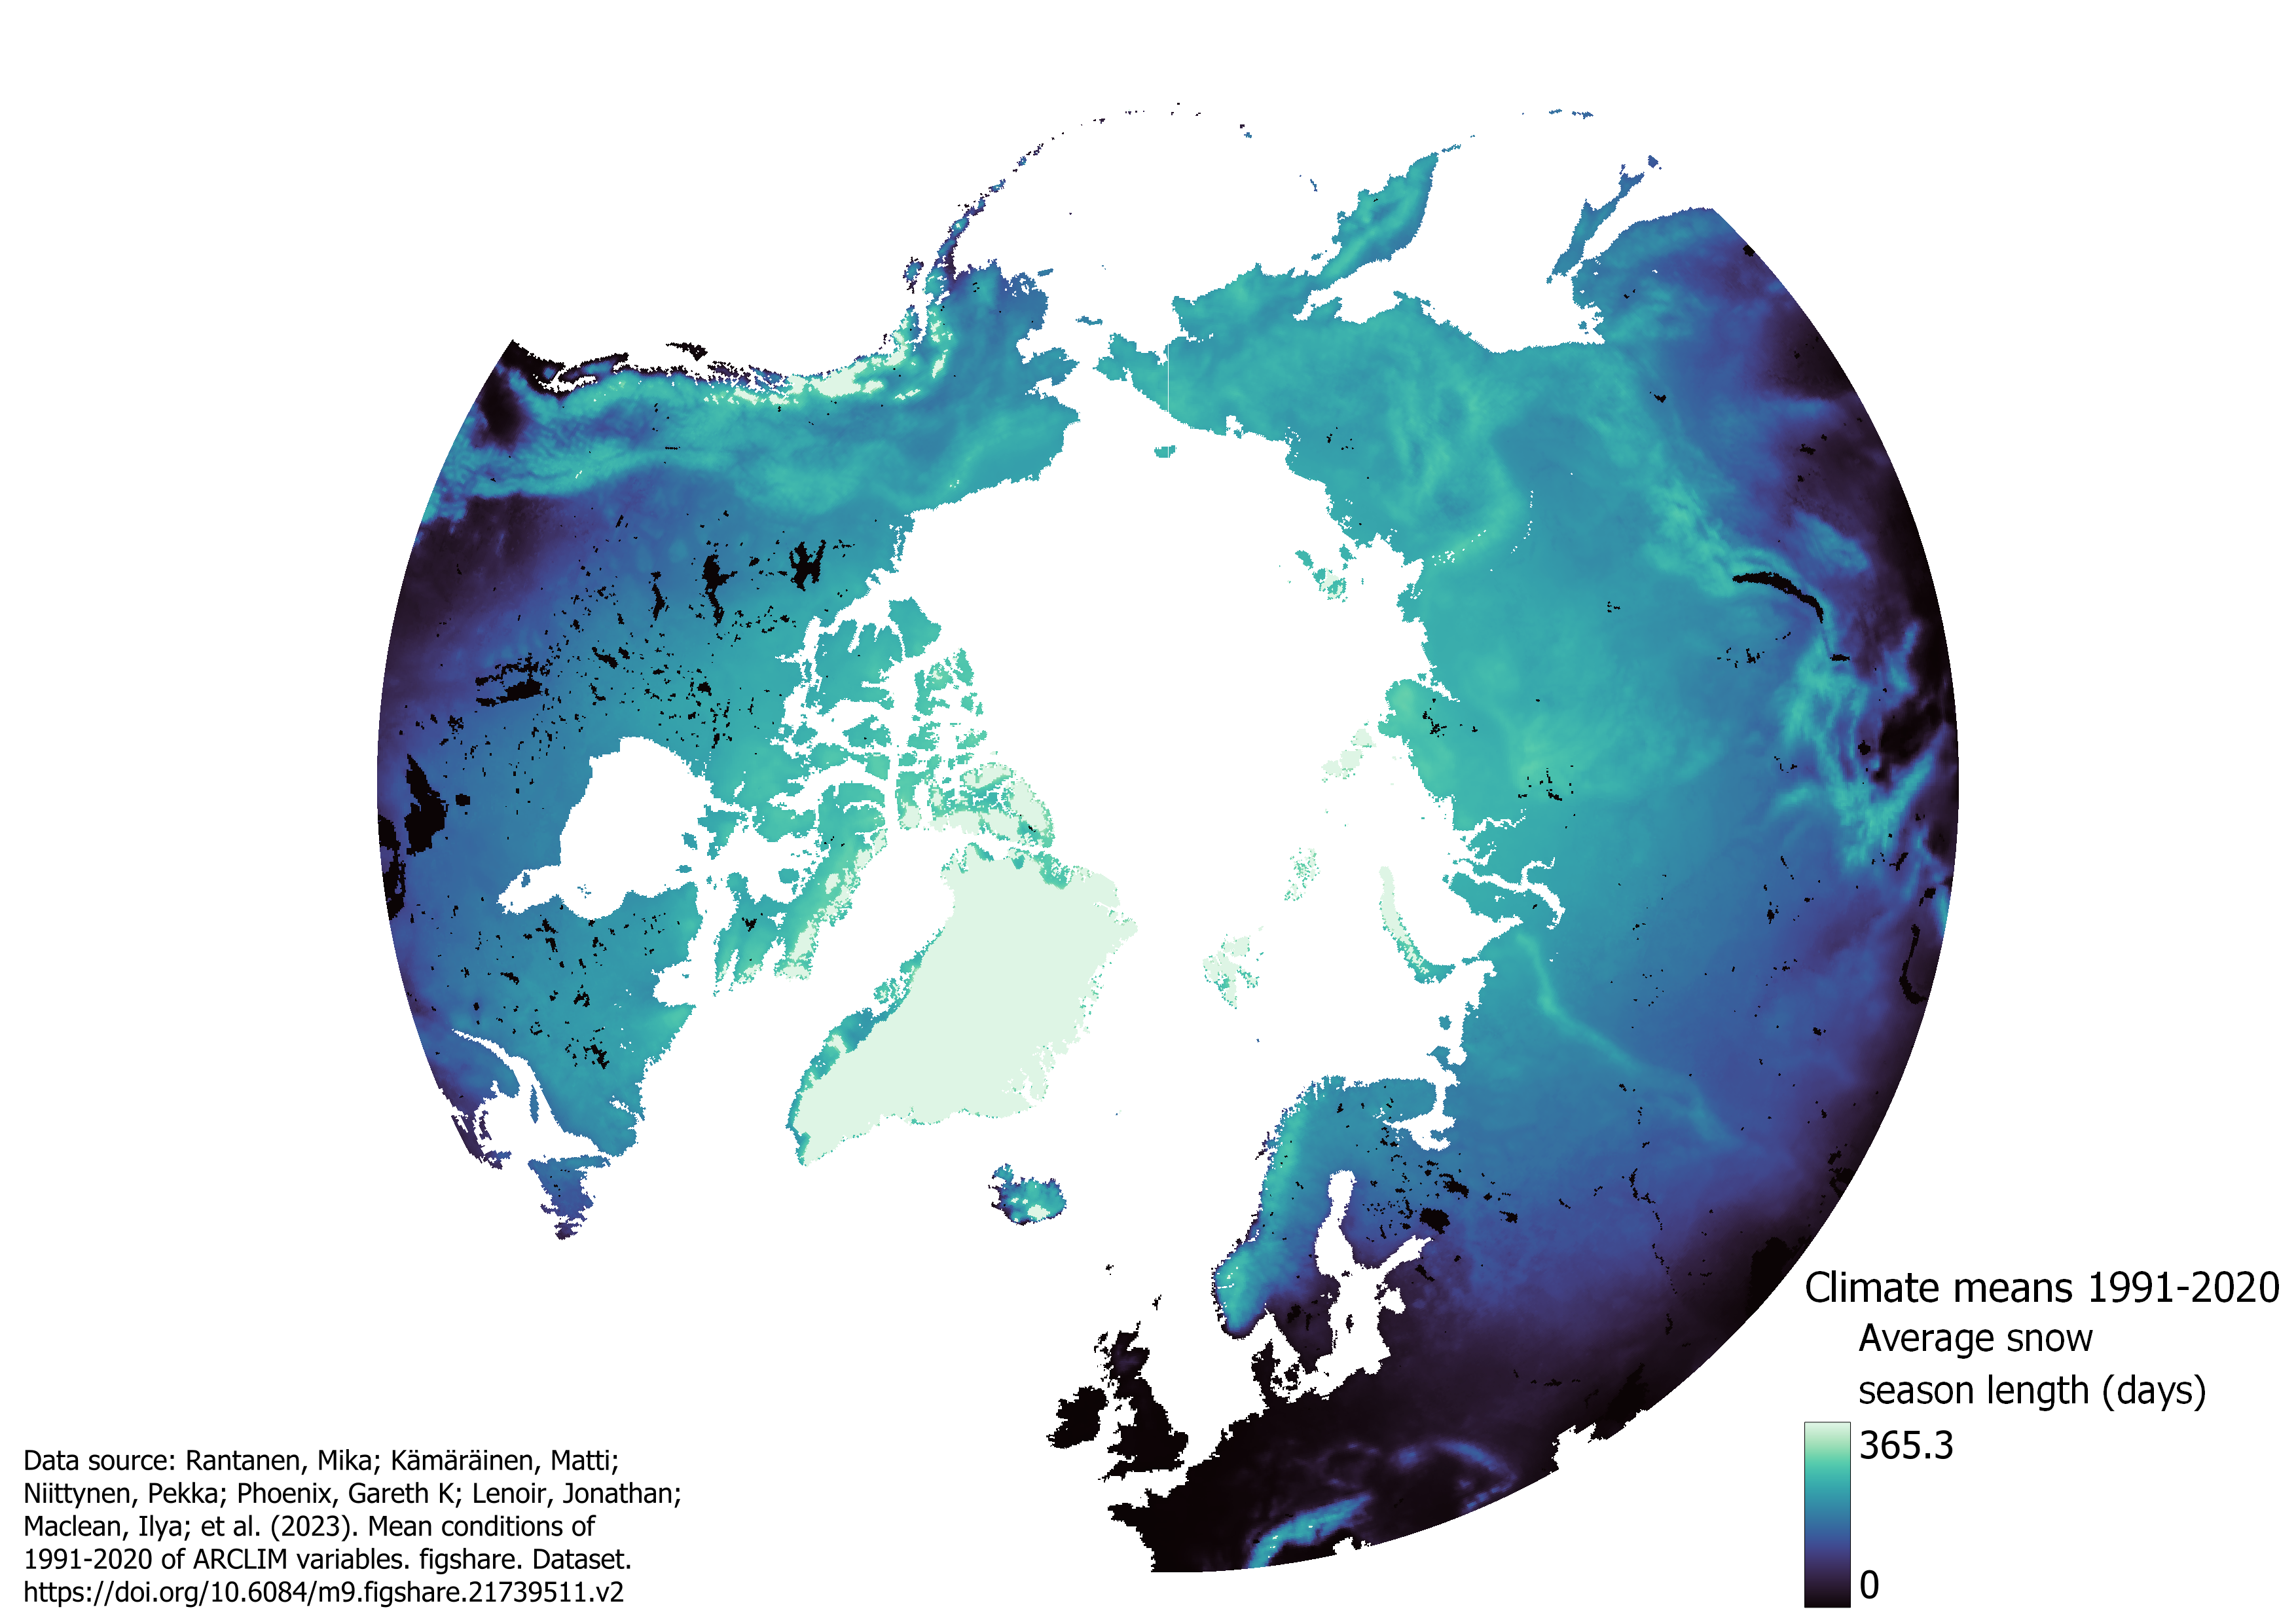 Climate means 1991-2020
Average snow
season length (days)
365.3
0
Data source: Rantanen, Mika; Kämäräinen, Matti;
Niittynen, Pekka; Phoenix, Gareth K; Lenoir, Jonathan;
Maclean, Ilya; et al. (2023). Mean conditions of
1991-2020 of ARCLIM variables. figshare. Dataset.
https://doi.org/10.6084/m9.figshare.21739511.v2